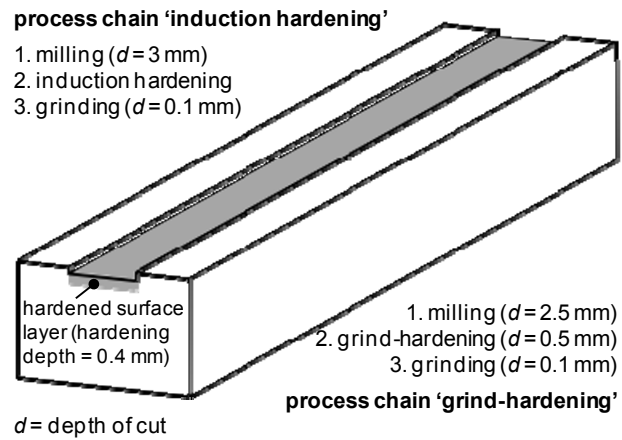 process chain ‘induction hardening’
1. milling (d = 3 mm)
2. induction hardening
3. grinding (d = 0.1 mm)
hardened surface
layer (hardening
depth = 0.4 mm)
1. milling (d = 2.5 mm)
2. grind-hardening (d = 0.5 mm)
3. grinding (d = 0.1 mm)
process chain ‘grind-hardening’
d = depth of cut